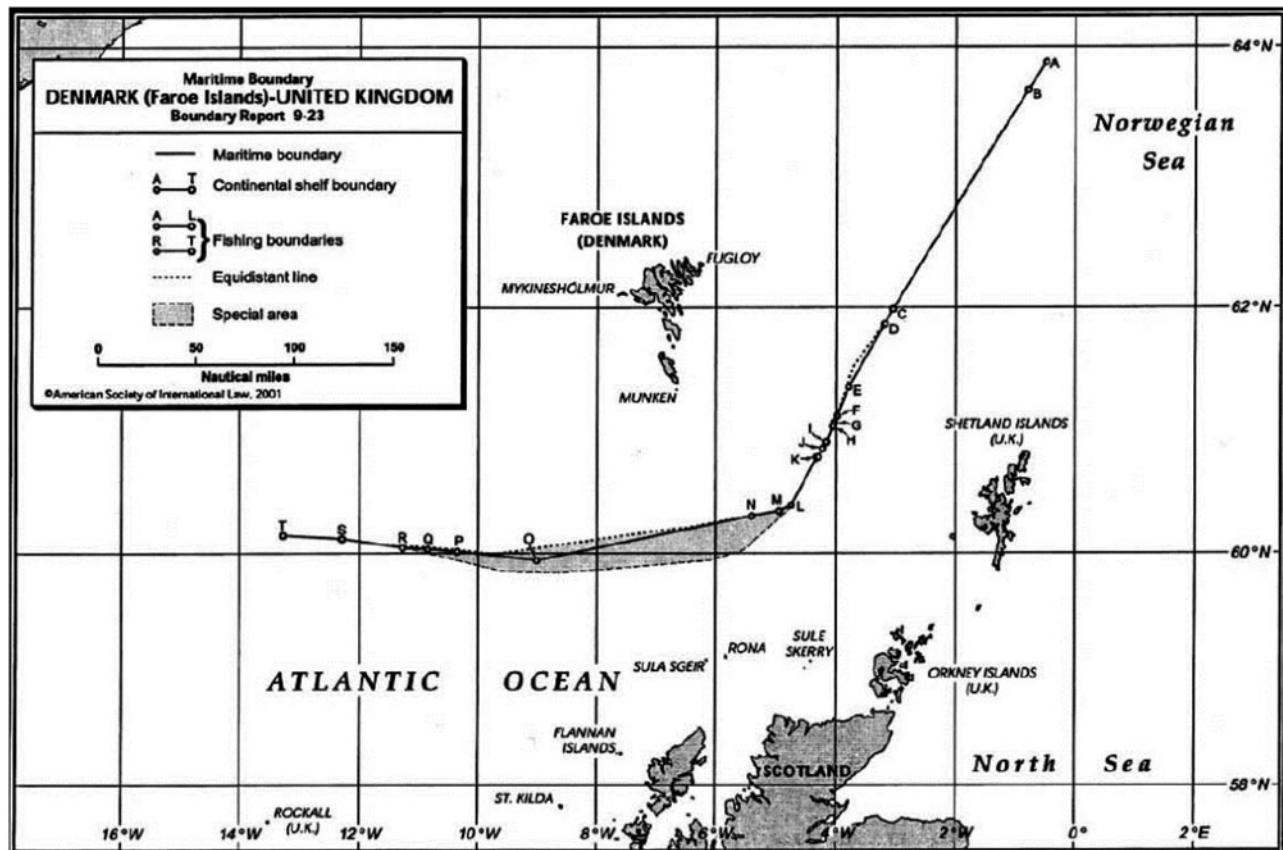 Maritime Boundary
DENMARK (Faroe Islands)-UNITED KINGDOM
Boundary Report 9-23
Maritime boundary
A T
Continental shelf boundary
A L
R T
Fishing boundaries
Equidistant line
Special area
0 50 100 150
Nautical miles
©American Society of International Law, 2001
64°N
A
B
Norwegian
Sea
FAROE ISLANDS
(DENMARK)
FUGLOY
MYKINESHOLMUR
62°N
C
D
MUNKEN
E
F
G
H
I
J
K
SHETLAND ISLANDS
(U.K.)
T S R Q P O N M L
60°N
ATLANTIC OCEAN
SULA SGEIR
RONA
SULE
SKERRY
ORKNEY ISLANDS
(U.K.)
FLANNAN
ISLANDS
SCOTLAND
North Sea
58°N
ROCKALL
(U.K.)
ST. KILDA
16°W 14°W 12°W 10°W 8°W 6°W 4°W 2°W 0° 2°E